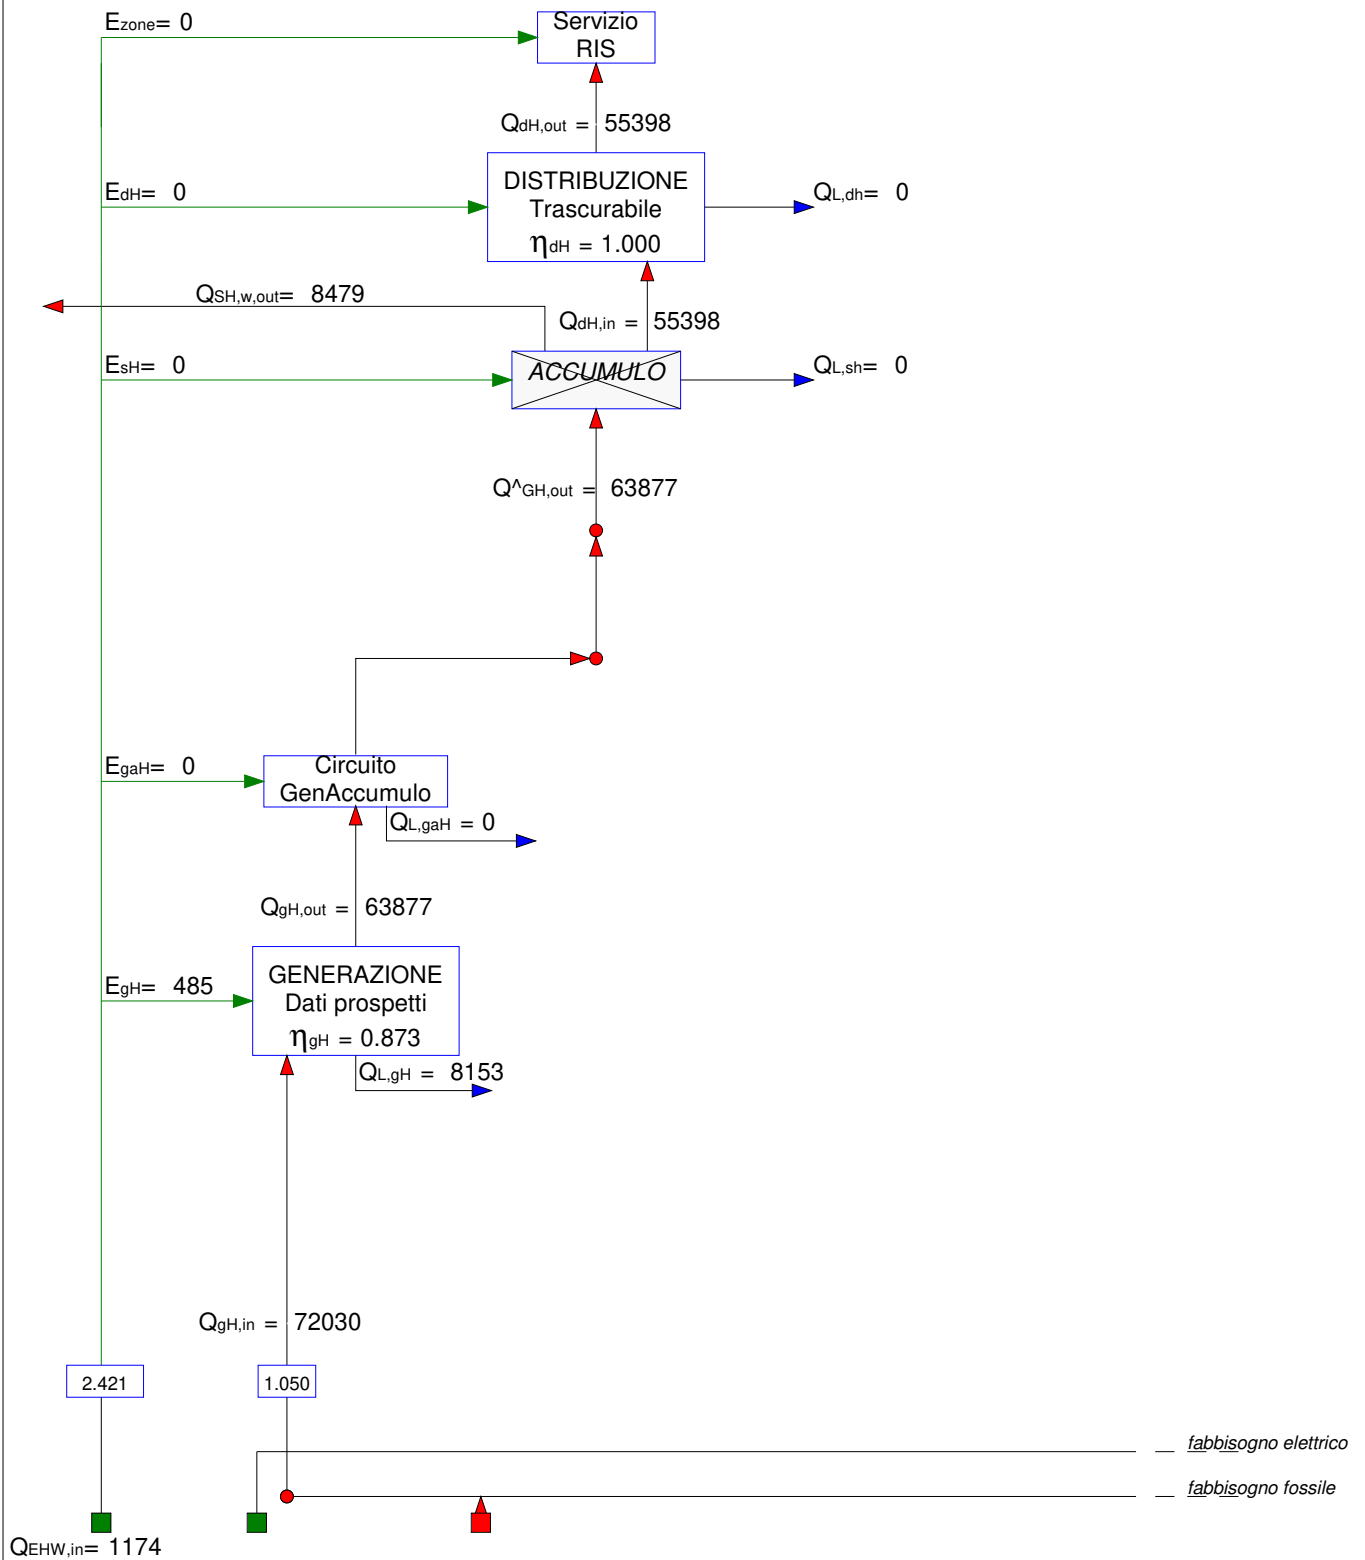 Ezone= 0
Servizio
RIS
QdH,out = 55398
EdH= 0
DISTRIBUZIONE
Trascurabile
ηdH = 1.000
QL,dh= 0
QSH,w,out= 8479
QdH,in = 55398
EsH= 0
ACCUMULO
QL,sh= 0
Q^GH,out = 63877
EgaH= 0
Circuito
GenAccumulo
QL,gaH = 0
QgH,out = 63877
EgH= 485
GENERAZIONE
Dati prospetti
ηgH = 0.873
QL,gH = 8153
QgH,in = 72030
2.421
1.050
fabbisogno elettrico
fabbisogno fossile
QEHW,in= 1174